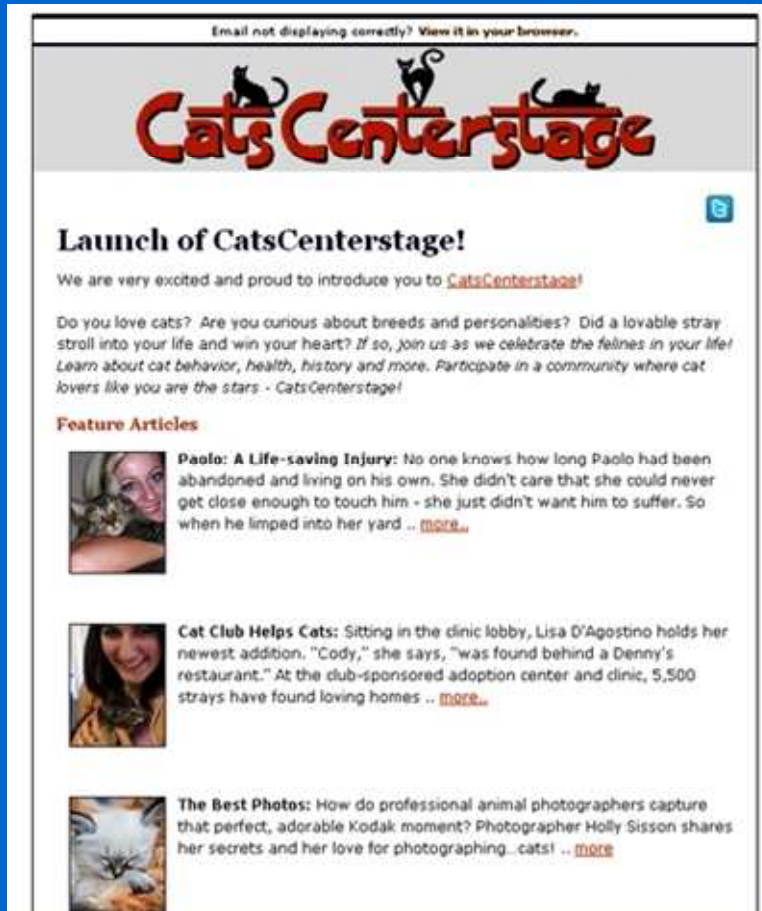 Email not displaying correctly? View it in your browser.
Cats Centerstage
Launch of CatsCenterstage!
We are very excited and proud to introduce you to CatsCenterstage!
Do you love cats? Are you curious about breeds and personalities? Did a lovable stray
stroll into your life and win your heart? If so, join us as we celebrate the felines in your life!
Learn about cat behavior, health, history and more. Participate in a community where cat
lovers like you are the stars - CatsCenterstage!
Feature Articles
Paolo: A Life-saving Injury: No one knows how long Paolo had been
abandoned and living on his own. She didn't care that she could never
get close enough to touch him - she just didn't want him to suffer. So
when he limped into her yard .. more..
Cat Club Helps Cats: Sitting in the clinic lobby, Lisa D'Agostino holds her
newest addition. "Cody," she says, "was found behind a Denny's
restaurant." At the club-sponsored adoption center and clinic, 5,500
strays have found loving homes .. more..
The Best Photos: How do professional animal photographers capture
that perfect, adorable Kodak moment? Photographer Holly Sisson shares
her secrets and her love for photographing...cats! .. more